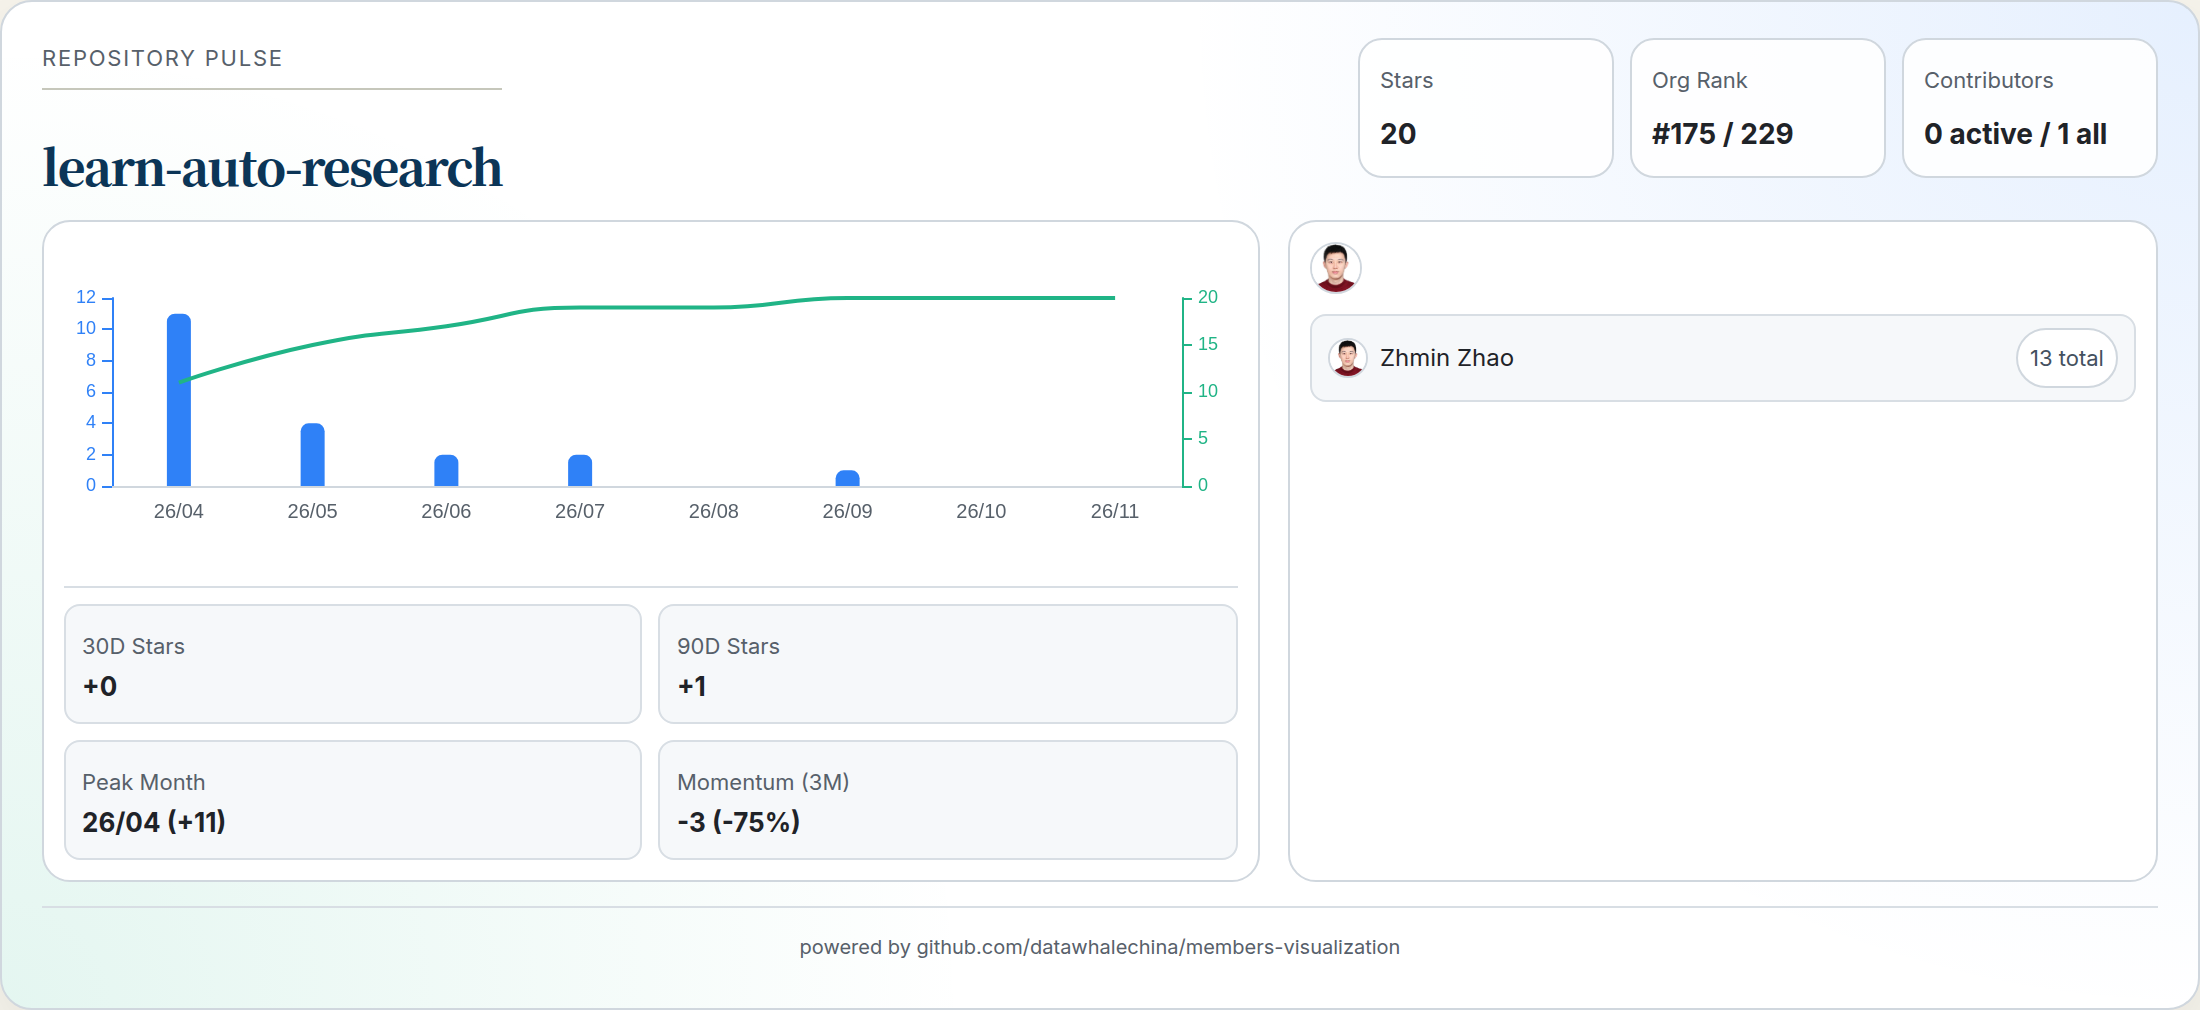 REPOSITORY PULSE
learn-auto-research
Stars
20
Org Rank
#175 / 229
Contributors
0 active / 1 all
12
10
8
6
4
2
0
20
15
10
5
0
26/04
26/05
26/06
26/07
26/08
26/09
26/10
26/11
30D Stars
+0
90D Stars
+1
Peak Month
26/04 (+11)
Momentum (3M)
-3 (-75%)
Zhmin Zhao
13 total
powered by github.com/datawhalechina/members-visualization